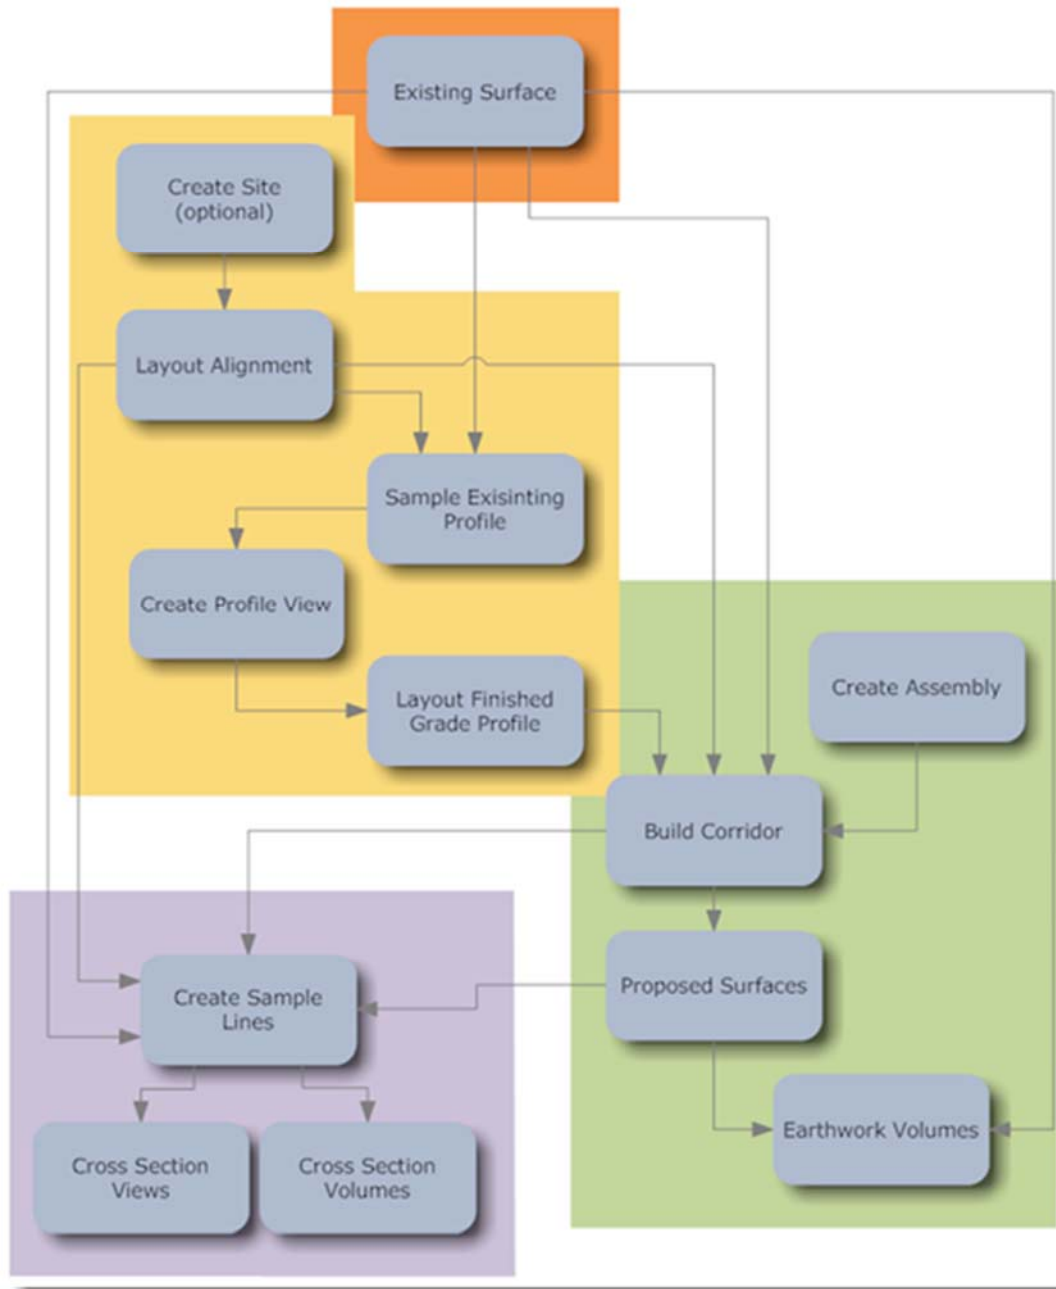 Existing Surface
Create Site
(optional)
Layout Alignment
Sample Exisinting
Profile
Create Profile View
Layout Finished
Grade Profile
Create Assembly
Build Corridor
Proposed Surfaces
Create Sample
Lines
Earthwork Volumes
Cross Section
Views
Cross Section
Volumes